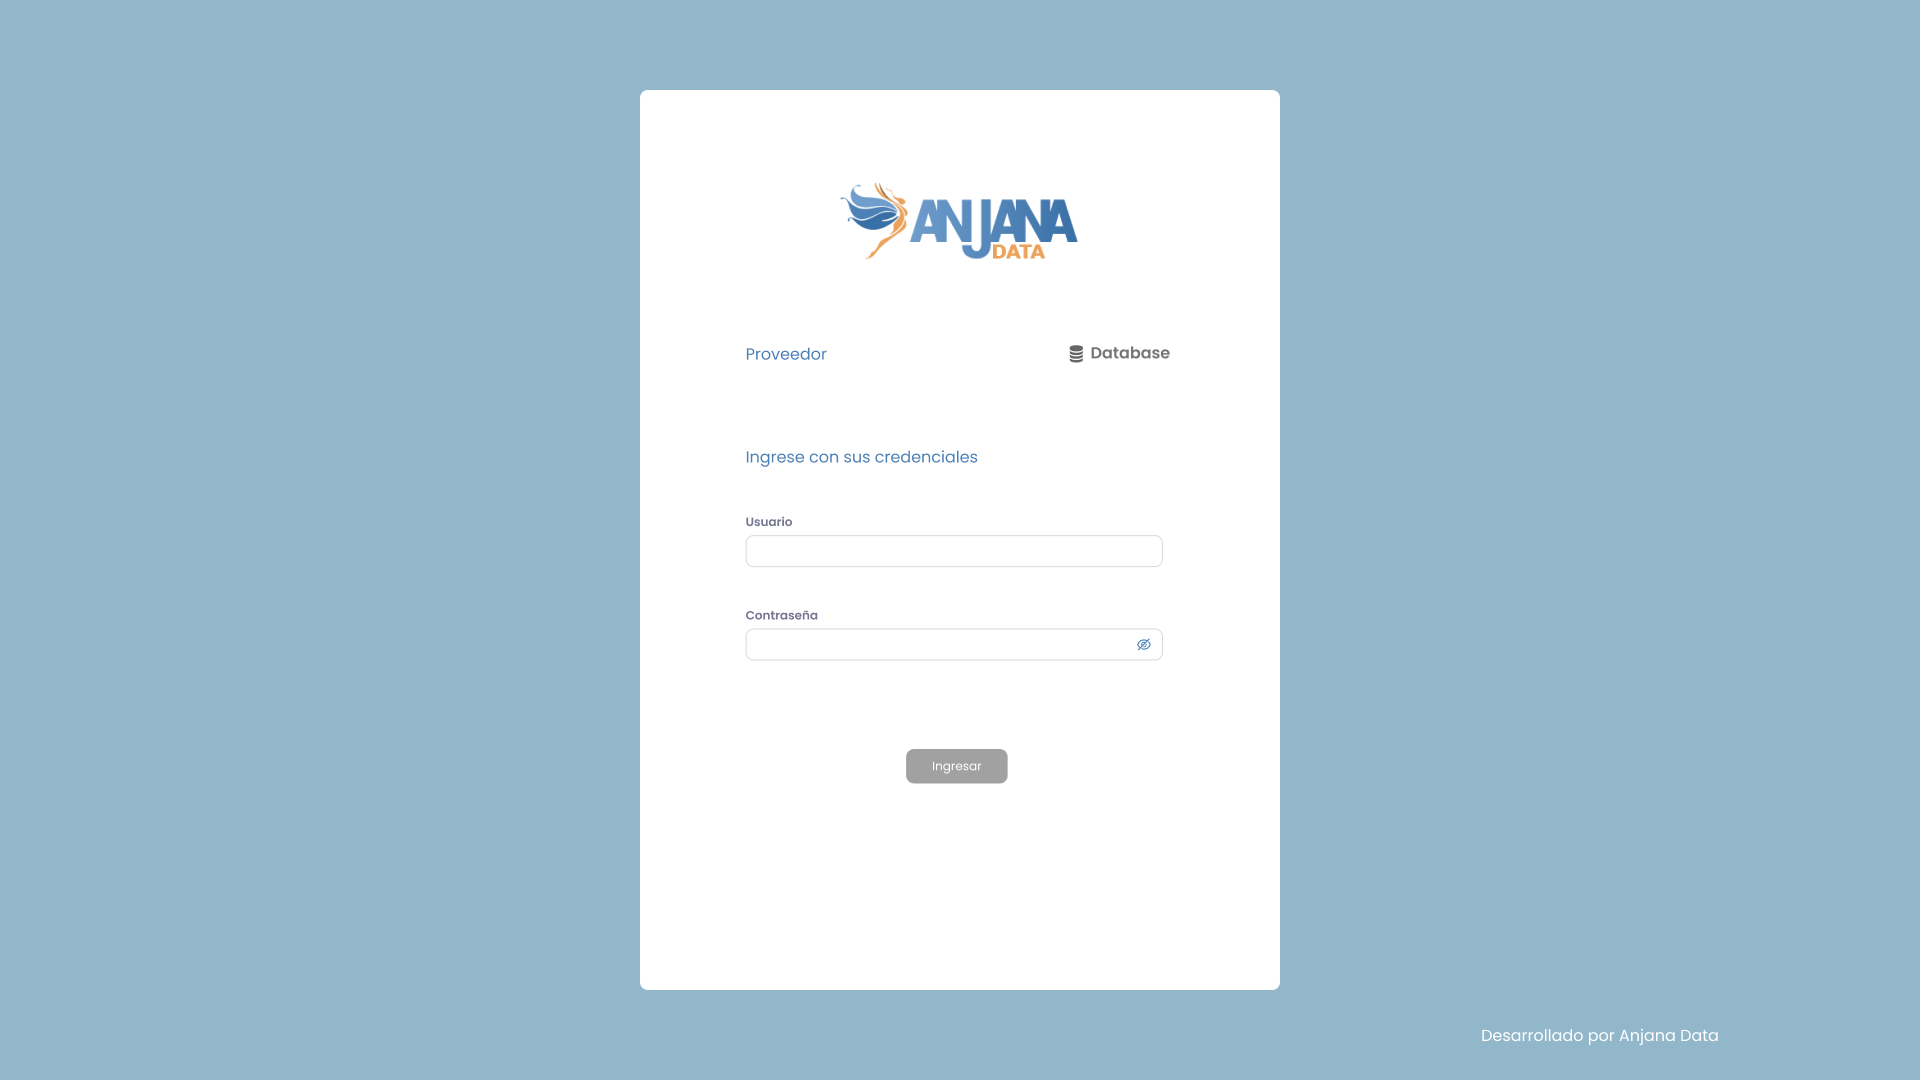 ANJANA
DATA
Proveedor
Database
Ingrese con sus credenciales
Usuario
Contraseña
Ingresar
Desarrollado por Anjana Data